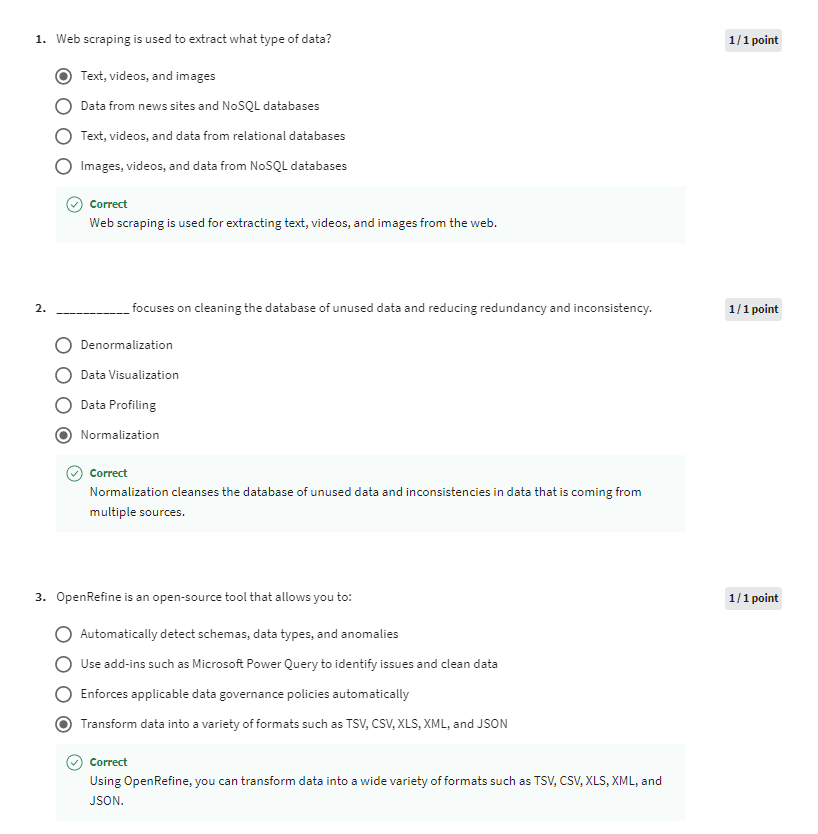 1. Web scraping is used to extract what type of data? 1 / 1 point
Text, videos, and images
Data from news sites and NoSQL databases
Text, videos, and data from relational databases
Images, videos, and data from NoSQL databases
Correct
Web scraping is used for extracting text, videos, and images from the web.
2. ___________ focuses on cleaning the database of unused data and reducing redundancy and inconsistency. 1 / 1 point
Denormalization
Data Visualization
Data Profiling
Normalization
Correct
Normalization cleanses the database of unused data and inconsistencies in data that is coming from
multiple sources.
3. OpenRefine is an open-source tool that allows you to: 1 / 1 point
Automatically detect schemas, data types, and anomalies
Use add-ins such as Microsoft Power Query to identify issues and clean data
Enforces applicable data governance policies automatically
Transform data into a variety of formats such as TSV, CSV, XLS, XML, and JSON
Correct
Using OpenRefine, you can transform data into a wide variety of formats such as TSV, CSV, XLS, XML, and
JSON.